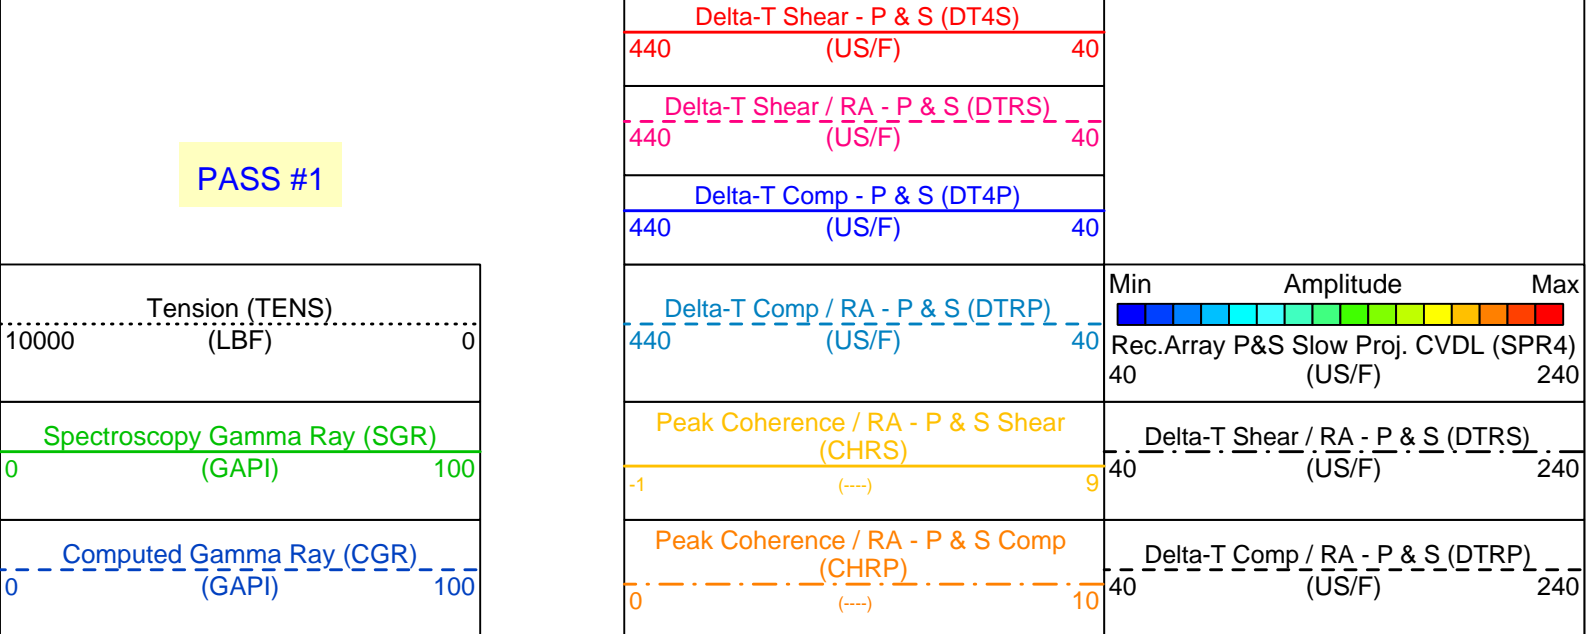 PASS #1
Tension (TENS)
10000 (LBF) 0
Spectroscopy Gamma Ray (SGR)
0 (GAPI) 100
Computed Gamma Ray (CGR)
0 (GAPI) 100
Delta-T Shear - P & S (DT4S)
440 (US/F) 40
Delta-T Shear / RA - P & S (DTRS)
440 (US/F) 40
Delta-T Comp - P & S (DT4P)
440 (US/F) 40
Delta-T Comp / RA - P & S (DTRP)
440 (US/F) 40
Peak Coherence / RA - P & S Shear
(CHRS)
-1 (----) 9
Peak Coherence / RA - P & S Comp
(CHRP)
0 (----) 10
Min Amplitude Max
Rec.Array P&S Slow Proj. CVDL (SPR4)
40 (US/F) 240
Delta-T Shear / RA - P & S (DTRS)
40 (US/F) 240
Delta-T Comp / RA - P & S (DTRP)
40 (US/F) 240